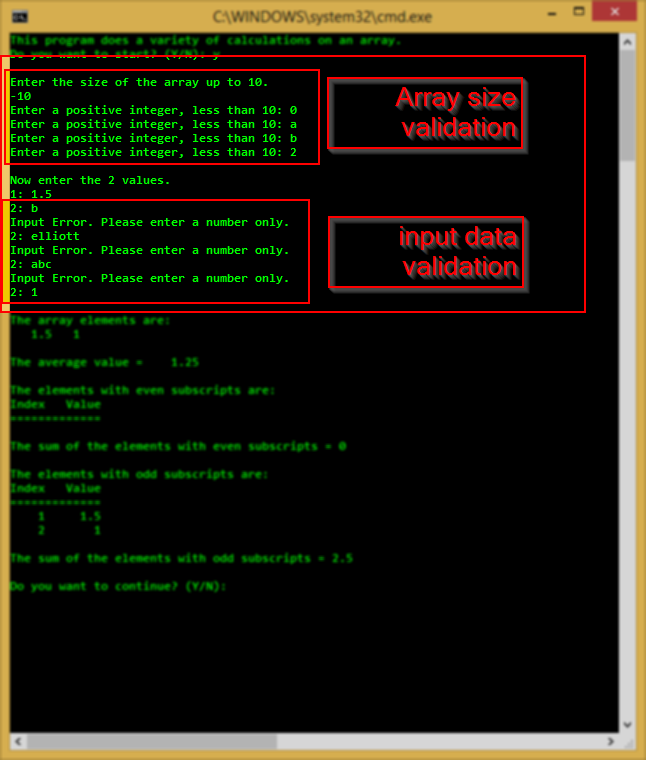 C:\WINDOWS\system32\cmd.exe
This program does a variety of calculations on an array.
Do you want to start? (Y/N): y
Enter the size of the array up to 10.
-10
Enter a positive integer, less than 10: 0
Enter a positive integer, less than 10: a
Enter a positive integer, less than 10: b
Enter a positive integer, less than 10: 2
Array size
validation
Now enter the 2 values.
1: 1.5
2: b
Input Error. Please enter a number only.
2: elliott
Input Error. Please enter a number only.
2: abc
Input Error. Please enter a number only.
2: 1
input data
validation
The array elements are:
1.5 1
The average value = 1.25
The elements with even subscripts are:
Index Value
=============
The sum of the elements with even subscripts = 0
The elements with odd subscripts are:
Index Value
=============
1 1.5
2 1
The sum of the elements with odd subscripts = 2.5
Do you want to continue? (Y/N):